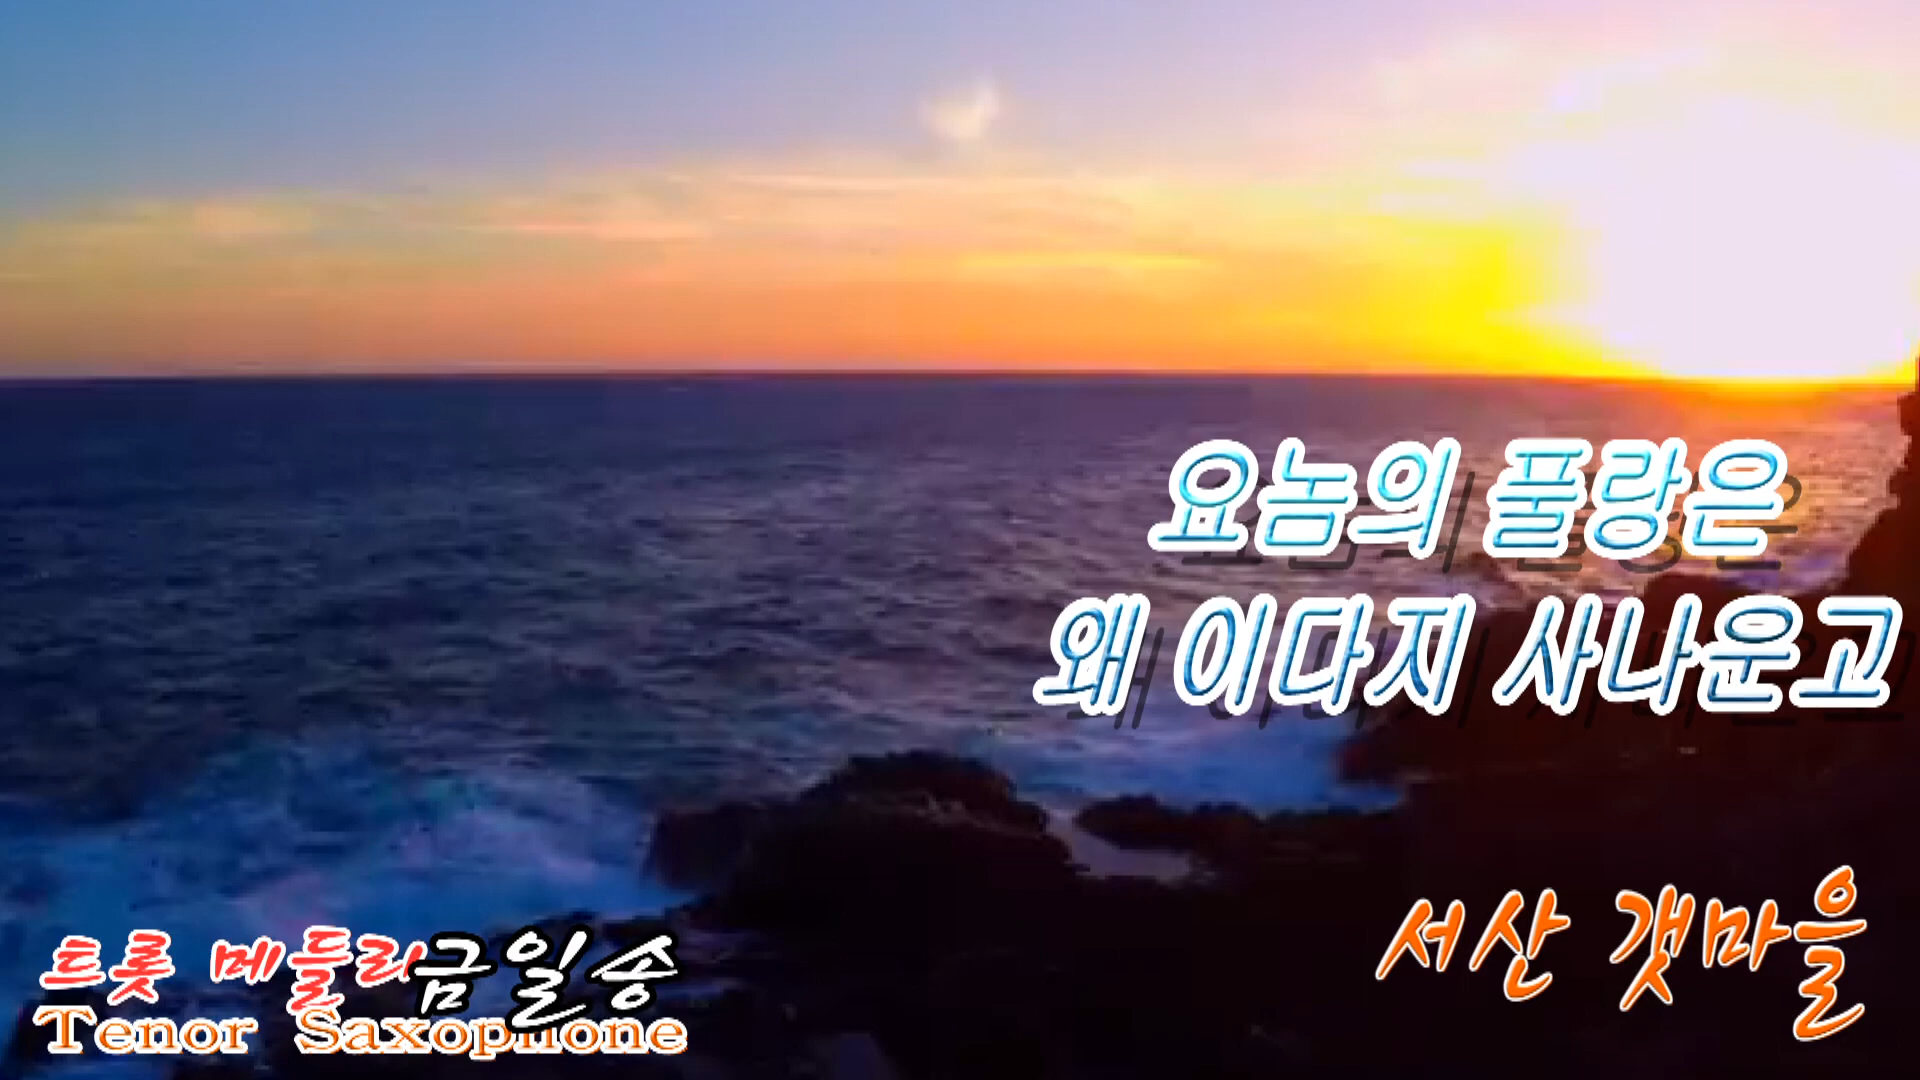 요놈의 풀랑은
왜 이다지 사나운고
서산 갯마을
트롯 메들리 금일송
Tenor Saxophone